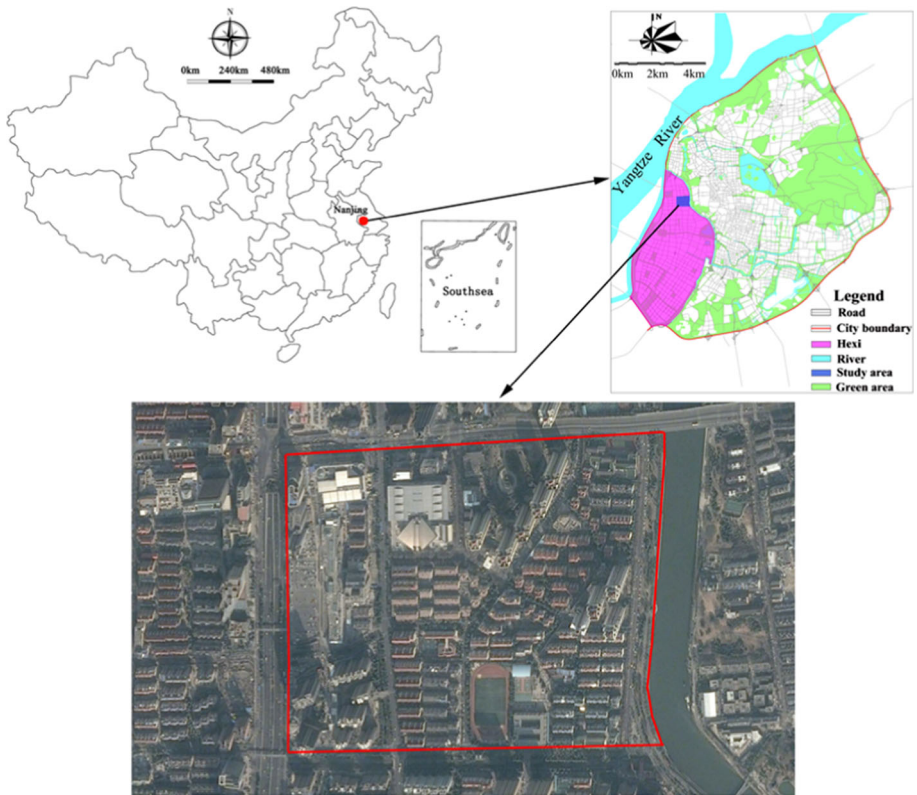 N
0km 240km 480km
Nanjing
Southsea
N
0km 2km 4km
Yangtze River
Legend
Road
City boundary
Hexi
River
Study area
Green area